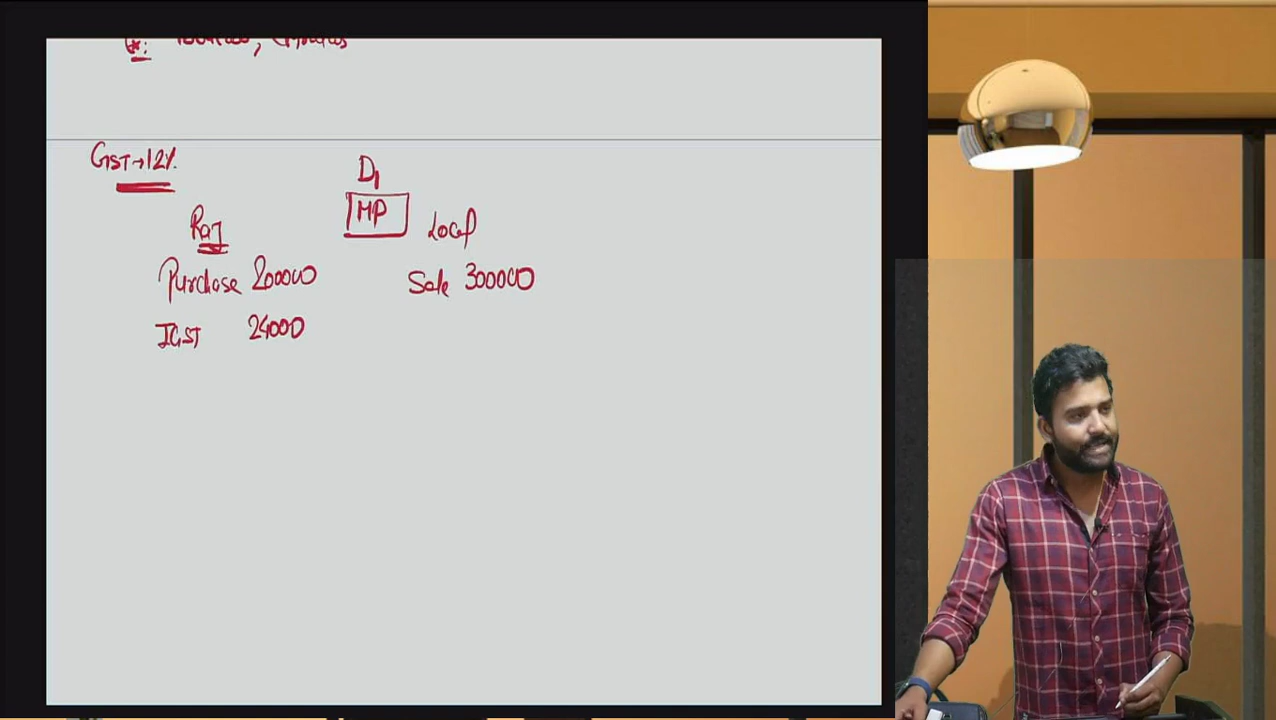 GST→12%
D1
MP
Raj
Local
Purchase 200000
Sale 300000
IGST 24000